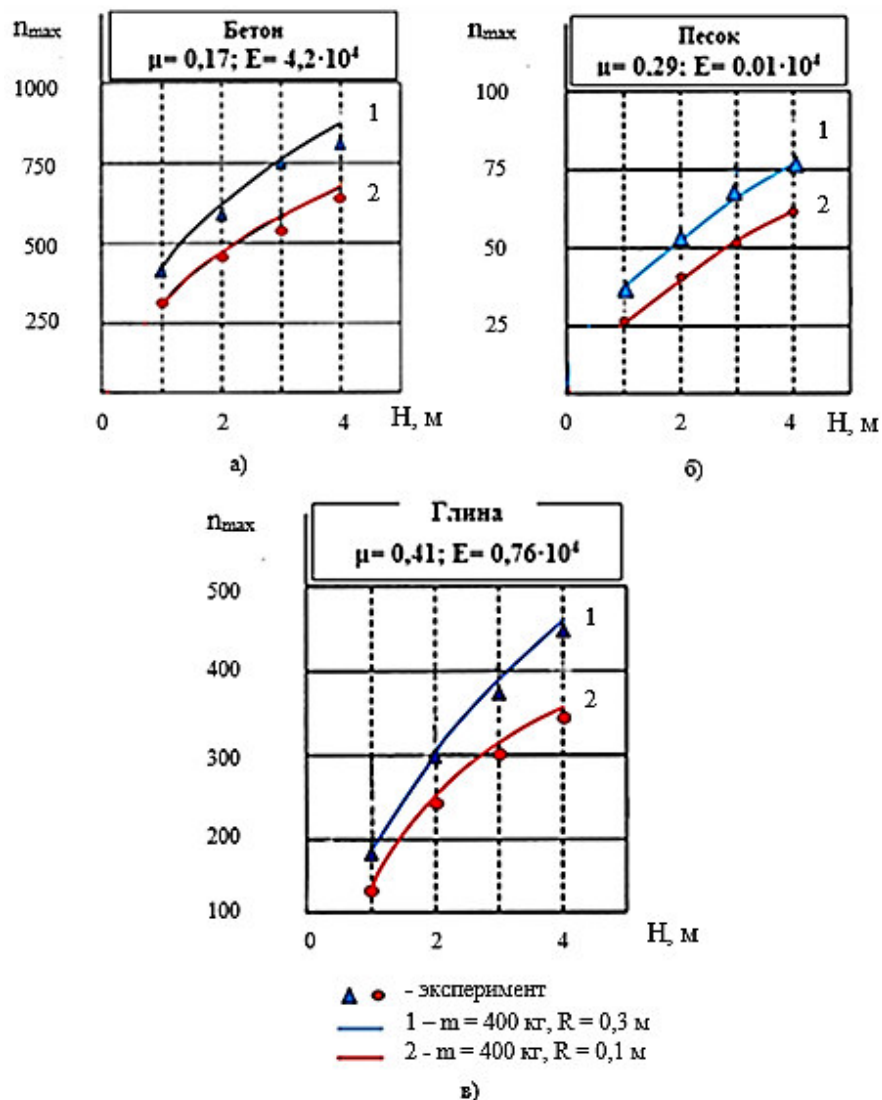 n_max
Бетон
μ= 0,17; E= 4,2·10⁴
1000
750
500
250
1
2
0
2
4
H, м
а)
n_max
Песок
μ= 0.29: E= 0.01·10⁴
100
75
50
25
1
2
0
2
4
H, м
б)
n_max
Глина
μ= 0,41; E= 0,76·10⁴
500
400
300
200
100
1
2
0
2
4
H, м
- эксперимент
1 – m = 400 кг, R = 0,3 м
2 - m = 400 кг, R = 0,1 м
в)